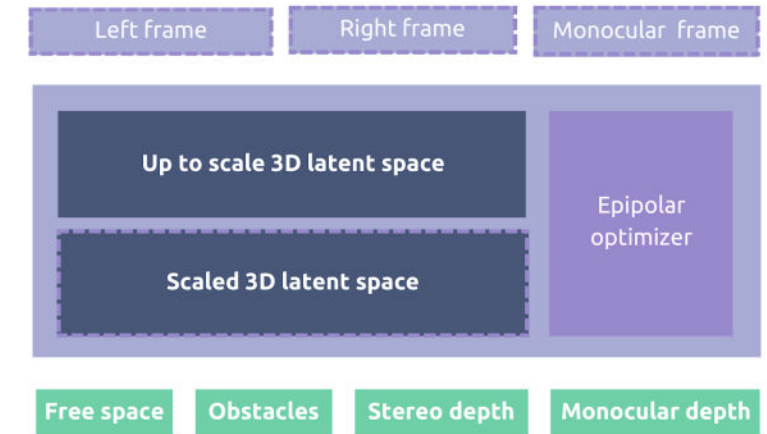 Left frame
Right frame
Monocular frame
Up to scale 3D latent space
Epipolar
optimizer
Scaled 3D latent space
Free space
Obstacles
Stereo depth
Monocular depth